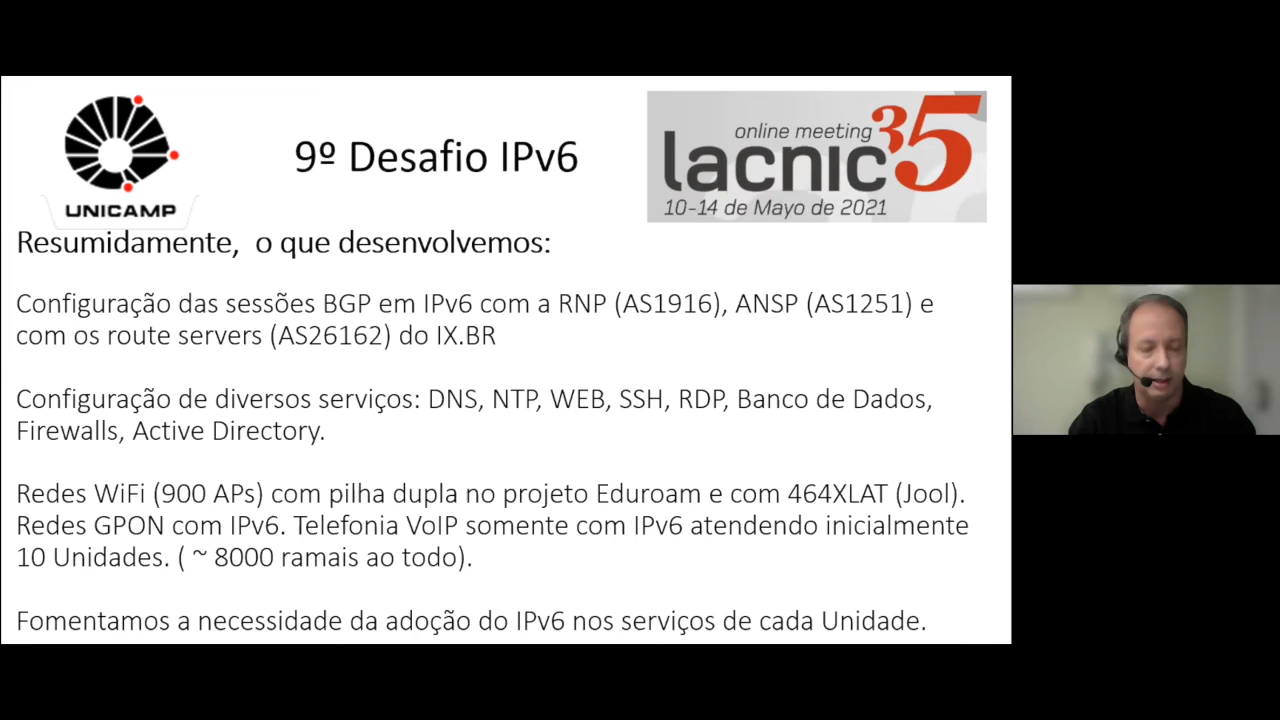 UNICAMP
9º Desafio IPv6
online meeting
lacnic 35
10-14 de Mayo de 2021
Resumidamente, o que desenvolvemos:
Configuração das sessões BGP em IPv6 com a RNP (AS1916), ANSP (AS1251) e
com os route servers (AS26162) do IX.BR
Configuração de diversos serviços: DNS, NTP, WEB, SSH, RDP, Banco de Dados,
Firewalls, Active Directory.
Redes WiFi (900 APs) com pilha dupla no projeto Eduroam e com 464XLAT (Jool).
Redes GPON com IPv6. Telefonia VoIP somente com IPv6 atendendo inicialmente
10 Unidades. ( ~ 8000 ramais ao todo).
Fomentamos a necessidade da adoção do IPv6 nos serviços de cada Unidade.